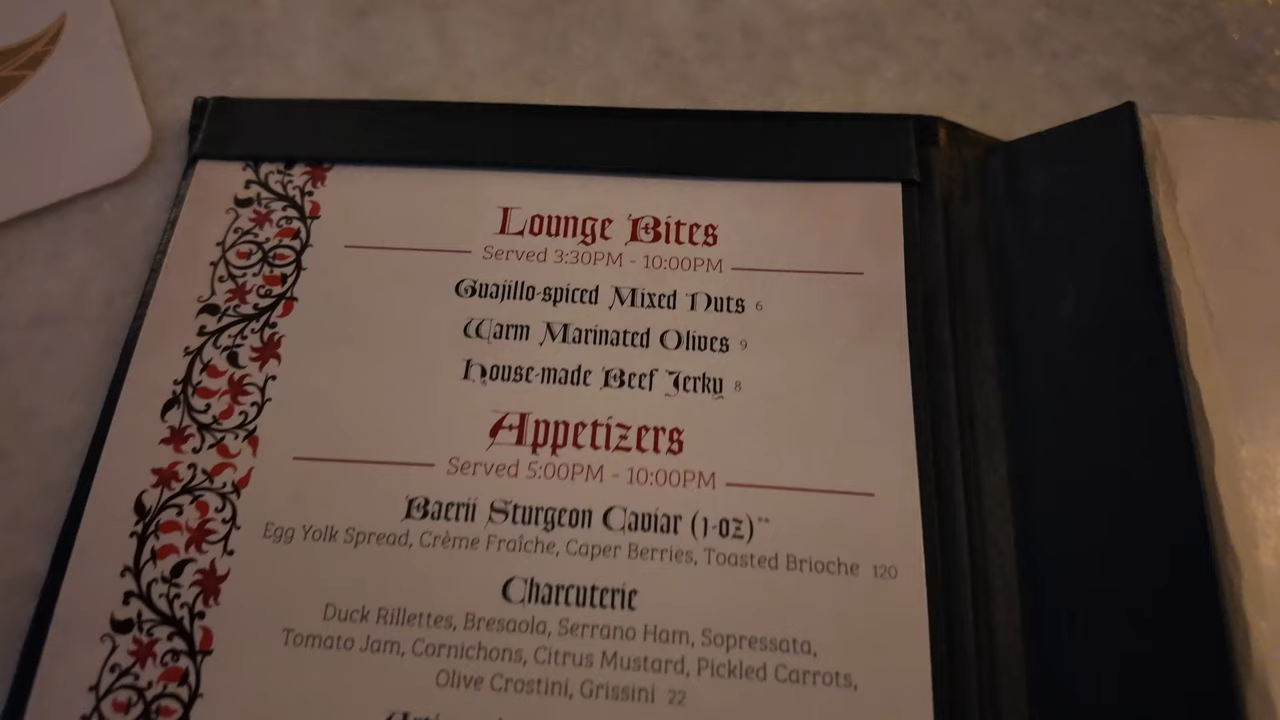 Lounge Bites
Served 3:30PM - 10:00PM
Guajillo-spiced Mixed Nuts 6
Warm Marinated Olives 9
House-made Beef Jerky 8
Appetizers
Served 5:00PM - 10:00PM
Baerii Sturgeon Caviar (1-oz)**
Egg Yolk Spread, Crème Fraîche, Caper Berries, Toasted Brioche 120
Charcuterie
Duck Rillettes, Bresaola, Serrano Ham, Sopressata,
Tomato Jam, Cornichons, Citrus Mustard, Pickled Carrots,
Olive Crostini, Grissini 22